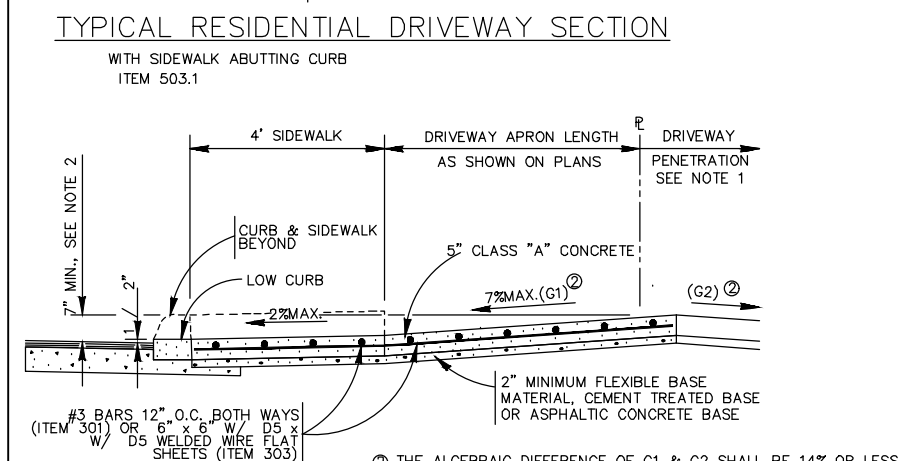 TYPICAL RESIDENTIAL DRIVEWAY SECTION
WITH SIDEWALK ABUTTING CURB
ITEM 503.1
4' SIDEWALK
DRIVEWAY APRON LENGTH
AS SHOWN ON PLANS
PL
DRIVEWAY
PENETRATION
SEE NOTE 1
7" MIN., SEE NOTE 2
1/2"
CURB & SIDEWALK
BEYOND
LOW CURB
5" CLASS "A" CONCRETE
2%MAX.
7%MAX.(G1)②
(G2)②
2" MINIMUM FLEXIBLE BASE
MATERIAL, CEMENT TREATED BASE
OR ASPHALTIC CONCRETE BASE
#3 BARS 12" O.C. BOTH WAYS
(ITEM 301) OR 6" x 6" W/ D5 x
W/ D5 WELDED WIRE FLAT
SHEETS (ITEM 303)
② THE ALGEBRAIC DIFFERENCE OF G1 & G2 SHALL BE 14% OR LESS